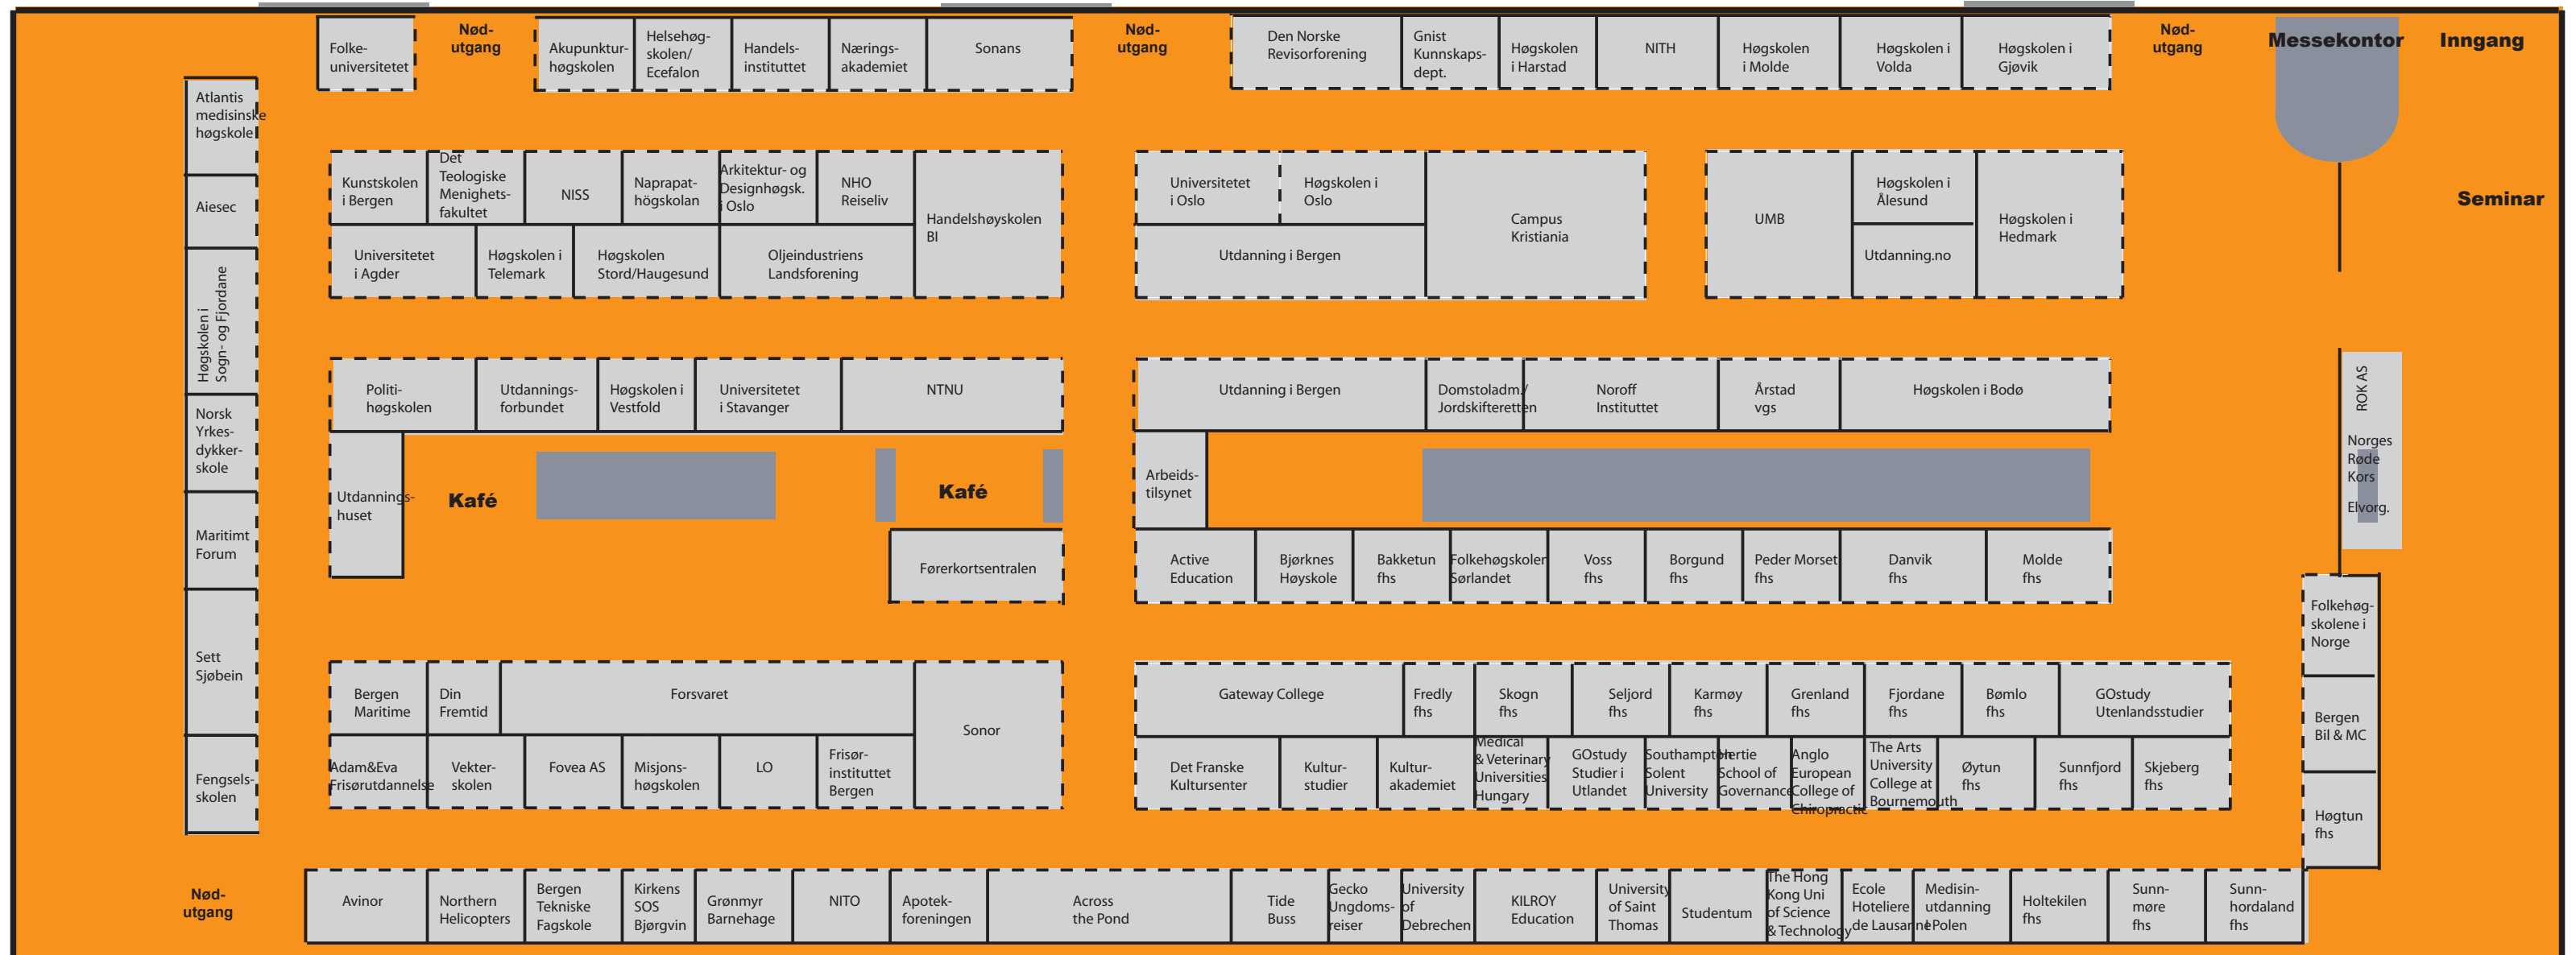 Folke-
universitetet
Nød-
utgang
Akupunktur-
høgskolen
Helsehøg-
skolen/
Ecefalon
Handels-
instituttet
Nærings-
akademiet
Sonans
Nød-
utgang
Den Norske
Revisorforening
Gnist
Kunnskaps-
dept.
Høgskolen
i Harstad
NITH
Høgskolen
i Molde
Høgskolen i
Volda
Høgskolen i
Gjøvik
Nød-
utgang
Messekontor
Inngang
Seminar
Atlantis
medisinske
høgskole
Aiesec
Høgskolen i
Sogn- og Fjordane
Norsk
Yrkes-
dykker-
skole
Maritimt
Forum
Sett
Sjøbein
Fengsels-
skolen
Kunstskolen
i Bergen
Det
Teologiske
Menighets-
fakultet
NISS
Naprapat-
högskolan
Arkitektur- og
Designhøgsk.
i Oslo
NHO
Reiseliv
Handelshøyskolen
BI
Universitetet
i Agder
Høgskolen i
Telemark
Høgskolen
Stord/Haugesund
Oljeindustriens
Landsforening
Universitetet
i Oslo
Høgskolen i
Oslo
Utdanning i Bergen
Campus
Kristiania
UMB
Høgskolen i
Ålesund
Utdanning.no
Høgskolen i
Hedmark
Politi-
høgskolen
Utdannings-
forbundet
Høgskolen i
Vestfold
Universitetet
i Stavanger
NTNU
Utdannings-
huset
Kafé
Kafé
Førerkortsentralen
Utdanning i Bergen
Domstoladm./
Jordskifteretten
Noroff
Instituttet
Årstad
vgs
Høgskolen i Bodø
Arbeids-
tilsynet
Active
Education
Bjørknes
Høyskole
Bakketun
fhs
Folkehøgskolen
Sørlandet
Voss
fhs
Borgund
fhs
Peder Morset
fhs
Danvik
fhs
Molde
fhs
ROK AS
Norges
Røde
Kors
Elvorg.
Folkehøg-
skolene i
Norge
Bergen
Bil & MC
Høgtun
fhs
Bergen
Maritime
Din
Fremtid
Forsvaret
Sonor
Adam&Eva
Frisørutdannelse
Vekter-
skolen
Fovea AS
Misjons-
høgskolen
LO
Frisør-
instituttet
Bergen
Gateway College
Fredly
fhs
Skogn
fhs
Seljord
fhs
Karmøy
fhs
Grenland
fhs
Fjordane
fhs
Bømlo
fhs
GOstudy
Utenlandsstudier
Det Franske
Kultursenter
Kultur-
studier
Kultur-
akademiet
Medical
& Veterinary
Universities
Hungary
GOstudy
Studier i
Utlandet
Southampton
Solent
University
Hertie
School of
Governance
Anglo
European
College of
Chiropractic
The Arts
University
College at
Bournemouth
Øytun
fhs
Sunnfjord
fhs
Skjeberg
fhs
Nød-
utgang
Avinor
Northern
Helicopters
Bergen
Tekniske
Fagskole
Kirkens
SOS
Bjørgvin
Grønmyr
Barnehage
NITO
Apotek-
foreningen
Across
the Pond
Tide
Buss
Gecko
Ungdoms-
reiser
University
of
Debrechen
KILROY
Education
University
of Saint
Thomas
Studentum
The Hong
Kong Uni
of Science
& Technology
Ecole
Hoteliere
de Lausanne
Medisin-
utdanning
i Polen
Holtekilen
fhs
Sunn-
møre
fhs
Sunn-
hordaland
fhs